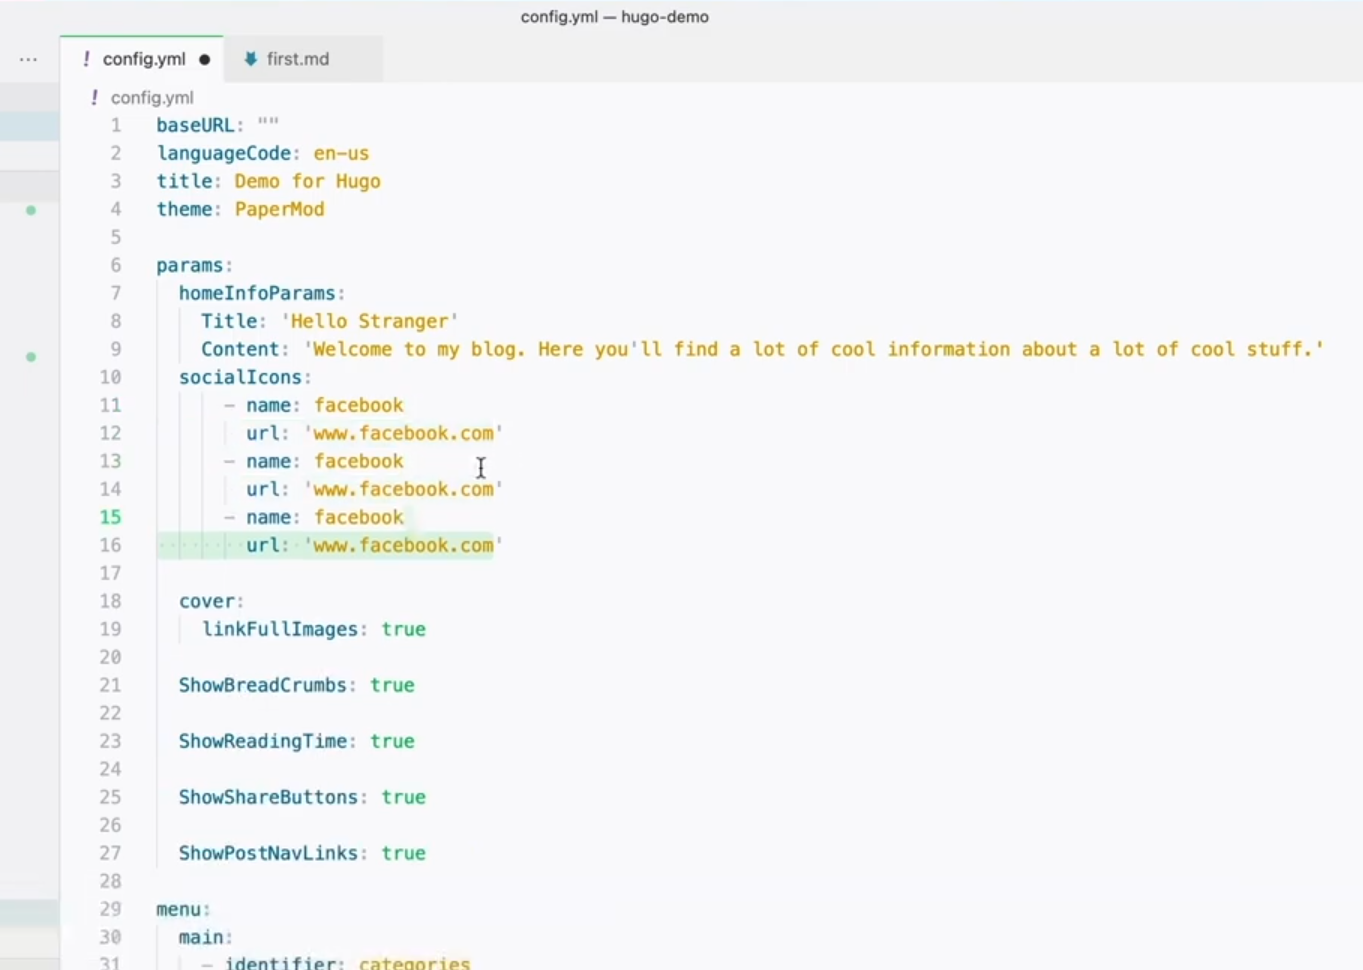 config.yml — hugo-demo
... ! config.yml ● first.md
! config.yml
1 baseURL: ""
2 languageCode: en-us
3 title: Demo for Hugo
4 theme: PaperMod
5
6 params:
7 homeInfoParams:
8 Title: 'Hello Stranger'
9 Content: 'Welcome to my blog. Here you'll find a lot of cool information about a lot of cool stuff.'
10 socialIcons:
11 - name: facebook
12 url: 'www.facebook.com'
13 - name: facebook
14 url: 'www.facebook.com'
15 - name: facebook
16 url: 'www.facebook.com'
17
18 cover:
19 linkFullImages: true
20
21 ShowBreadCrumbs: true
22
23 ShowReadingTime: true
24
25 ShowShareButtons: true
26
27 ShowPostNavLinks: true
28
29 menu:
30 main:
31 - identifier: categories